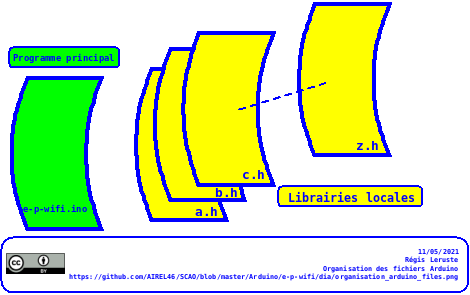 Programme principal
e-p-wifi.ino
a.h
b.h
c.h
z.h
Librairies locales
11/05/2021
Régis Leruste
Organisation des fichiers Arduino
https://github.com/AIREL46/SCAO/blob/master/Arduino/e-p-wifi/dia/organisation_arduino_files.png
cc
BY